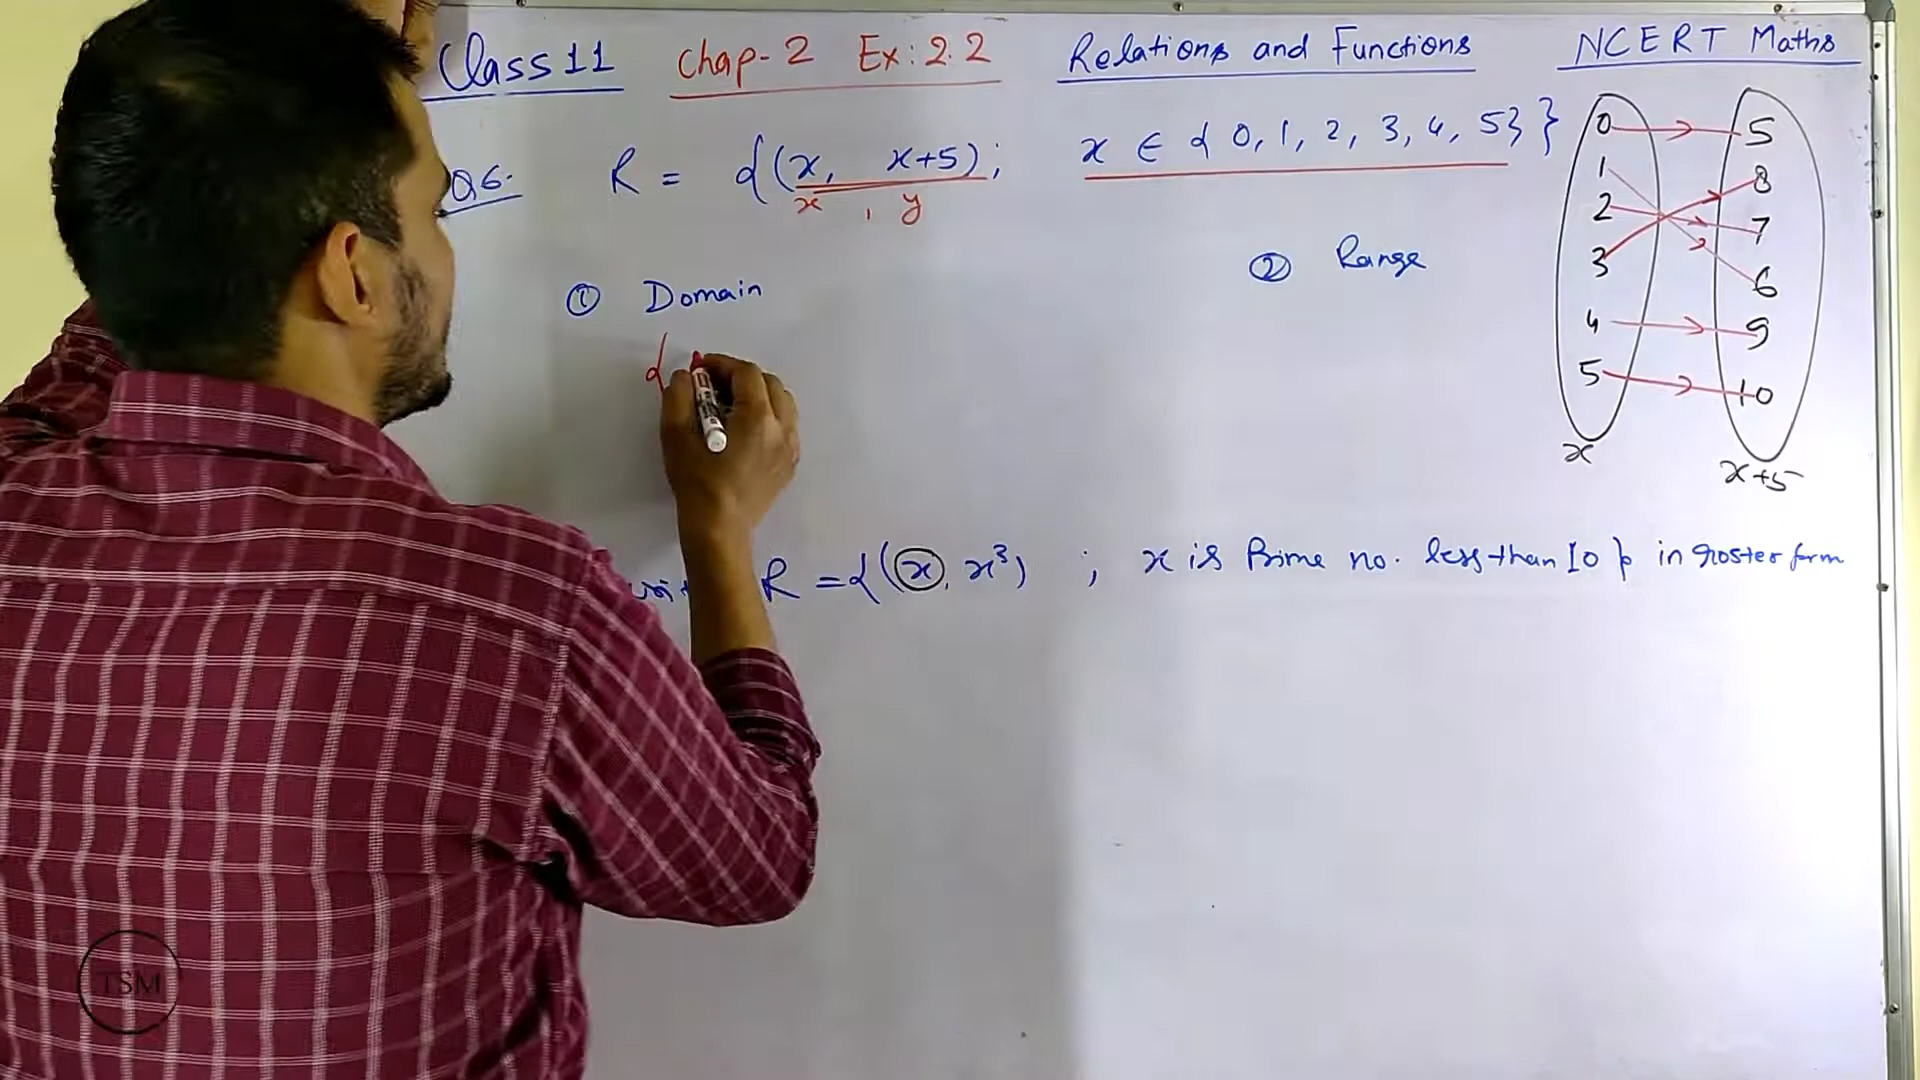 Class 11 Chap-2 Ex: 2.2 Relations and Functions NCERT Maths
Q6. R = {(x, x+5); x ∈ {0, 1, 2, 3, 4, 5}}
x, y
① Domain
② Range
{
0 5
1 8
2 7
3 6
4 9
5 10
x x+5
R = {(x, x³) ; x is Prime no. less than 10} in roster form
TSM